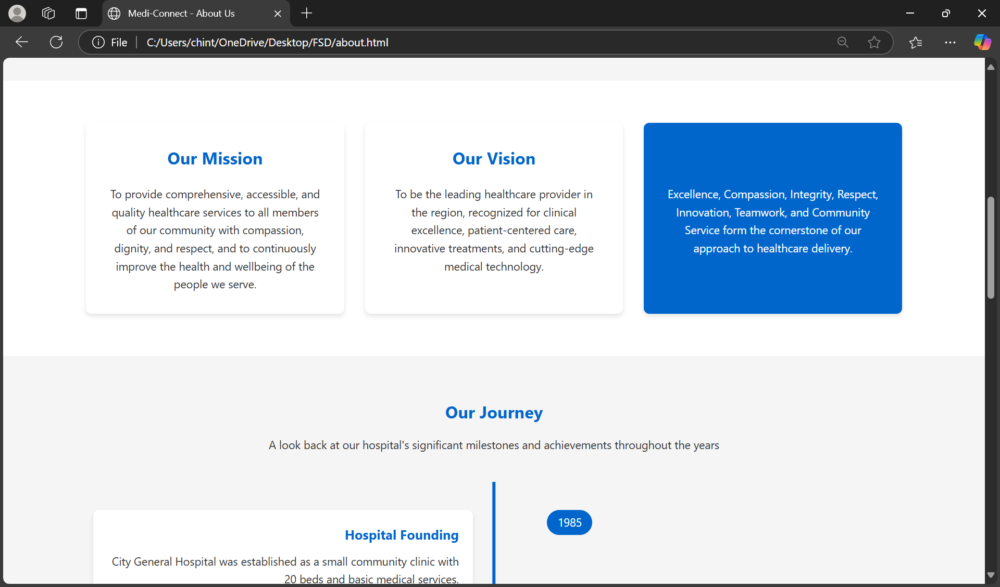 Medi-Connect - About Us
File
C:/Users/chint/OneDrive/Desktop/FSD/about.html
Our Mission
To provide comprehensive, accessible, and
quality healthcare services to all members
of our community with compassion,
dignity, and respect, and to continuously
improve the health and wellbeing of the
people we serve.
Our Vision
To be the leading healthcare provider in
the region, recognized for clinical
excellence, patient-centered care,
innovative treatments, and cutting-edge
medical technology.
Excellence, Compassion, Integrity, Respect,
Innovation, Teamwork, and Community
Service form the cornerstone of our
approach to healthcare delivery.
Our Journey
A look back at our hospital's significant milestones and achievements throughout the years
1985
Hospital Founding
City General Hospital was established as a small community clinic with
20 beds and basic medical services.